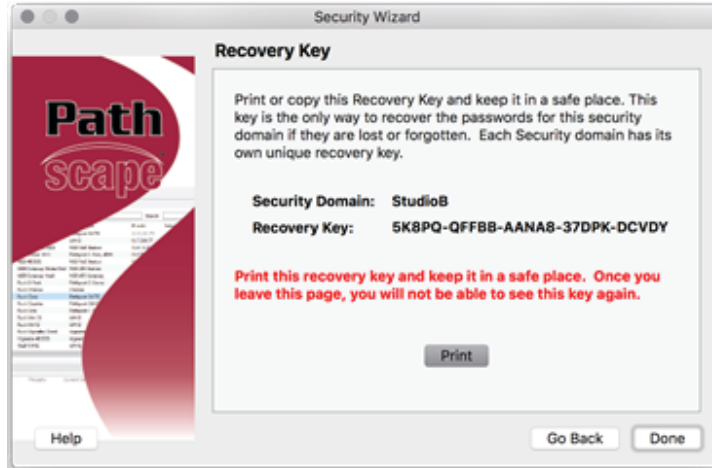 Security Wizard
Recovery Key
Path
scape
Print or copy this Recovery Key and keep it in a safe place. This
key is the only way to recover the passwords for this security
domain if they are lost or forgotten. Each Security domain has its
own unique recovery key.
Security Domain: StudioB
Recovery Key: 5K8PQ-QFFBB-AANA8-37DPK-DCVDY
Print this recovery key and keep it in a safe place. Once you
leave this page, you will not be able to see this key again.
Print
Help
Go Back
Done